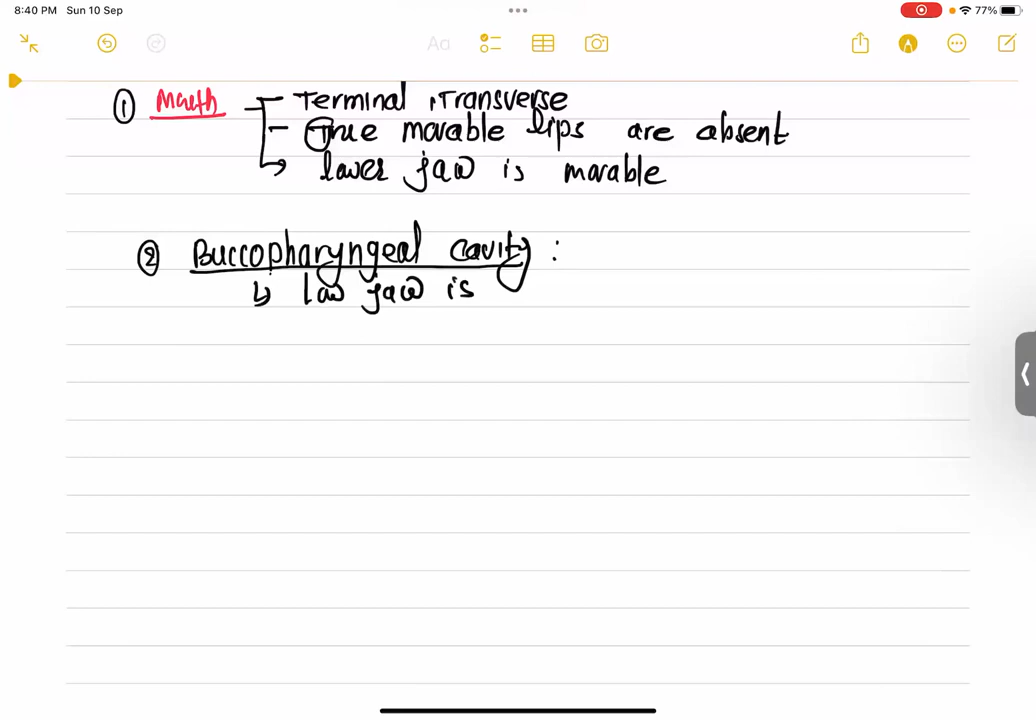 8:40 PM Sun 10 Sep
77%
Aa
① Mouth - Terminal, Transverse
- True movable lips are absent
lower jaw is movable
② Buccopharyngeal cavity :
↳ low jaw is